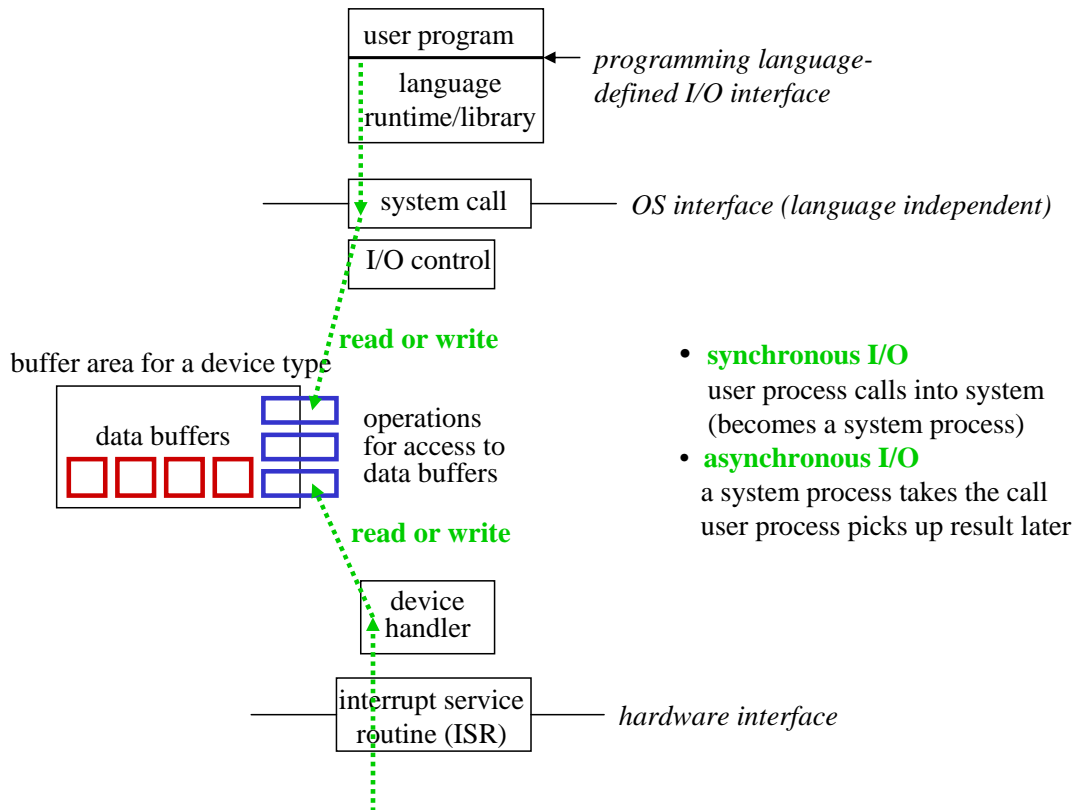 user program
programming language-
defined I/O interface
language
runtime/library
system call
OS interface (language independent)
I/O control
read or write
buffer area for a device type
data buffers
operations
for access to
data buffers
• synchronous I/O
user process calls into system
(becomes a system process)
• asynchronous I/O
a system process takes the call
user process picks up result later
read or write
device
handler
interrupt service
routine (ISR)
hardware interface